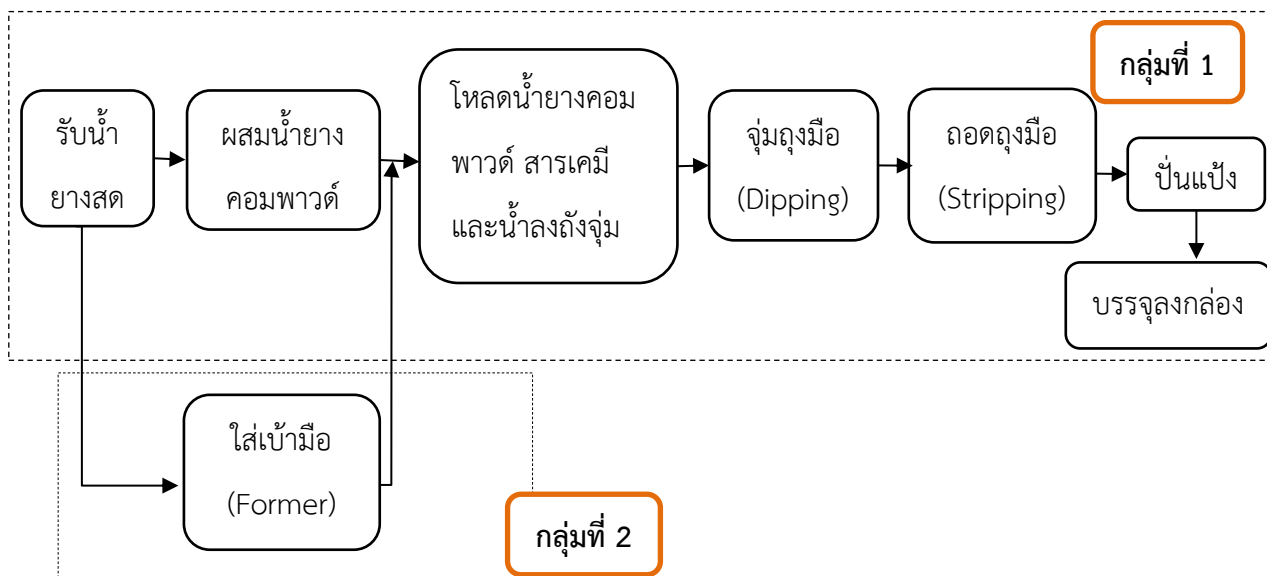 กลุ่มที่ 1
รับน้ำ
ยางสด
ผสมน้ำยาง
คอมพาวด์
โหลดน้ำยางคอม
พาวด์ สารเคมี
และน้ำลงถังจุ่ม
จุ่มถุงมือ
(Dipping)
ถอดถุงมือ
(Stripping)
ปั่นแป้ง
บรรจุลงกล่อง
ใส่เบ้ามือ
(Former)
กลุ่มที่ 2